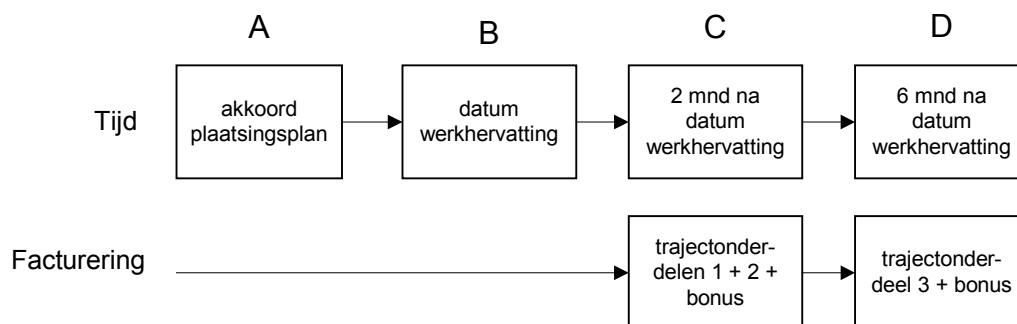 A
B
C
D
Tijd
akkoord
plaatsingsplan
datum
werkhervatting
2 mnd na
datum
werkhervatting
6 mnd na
datum
werkhervatting
Facturering
trajectonder-
delen 1 + 2 +
bonus
trajectonder-
deel 3 + bonus